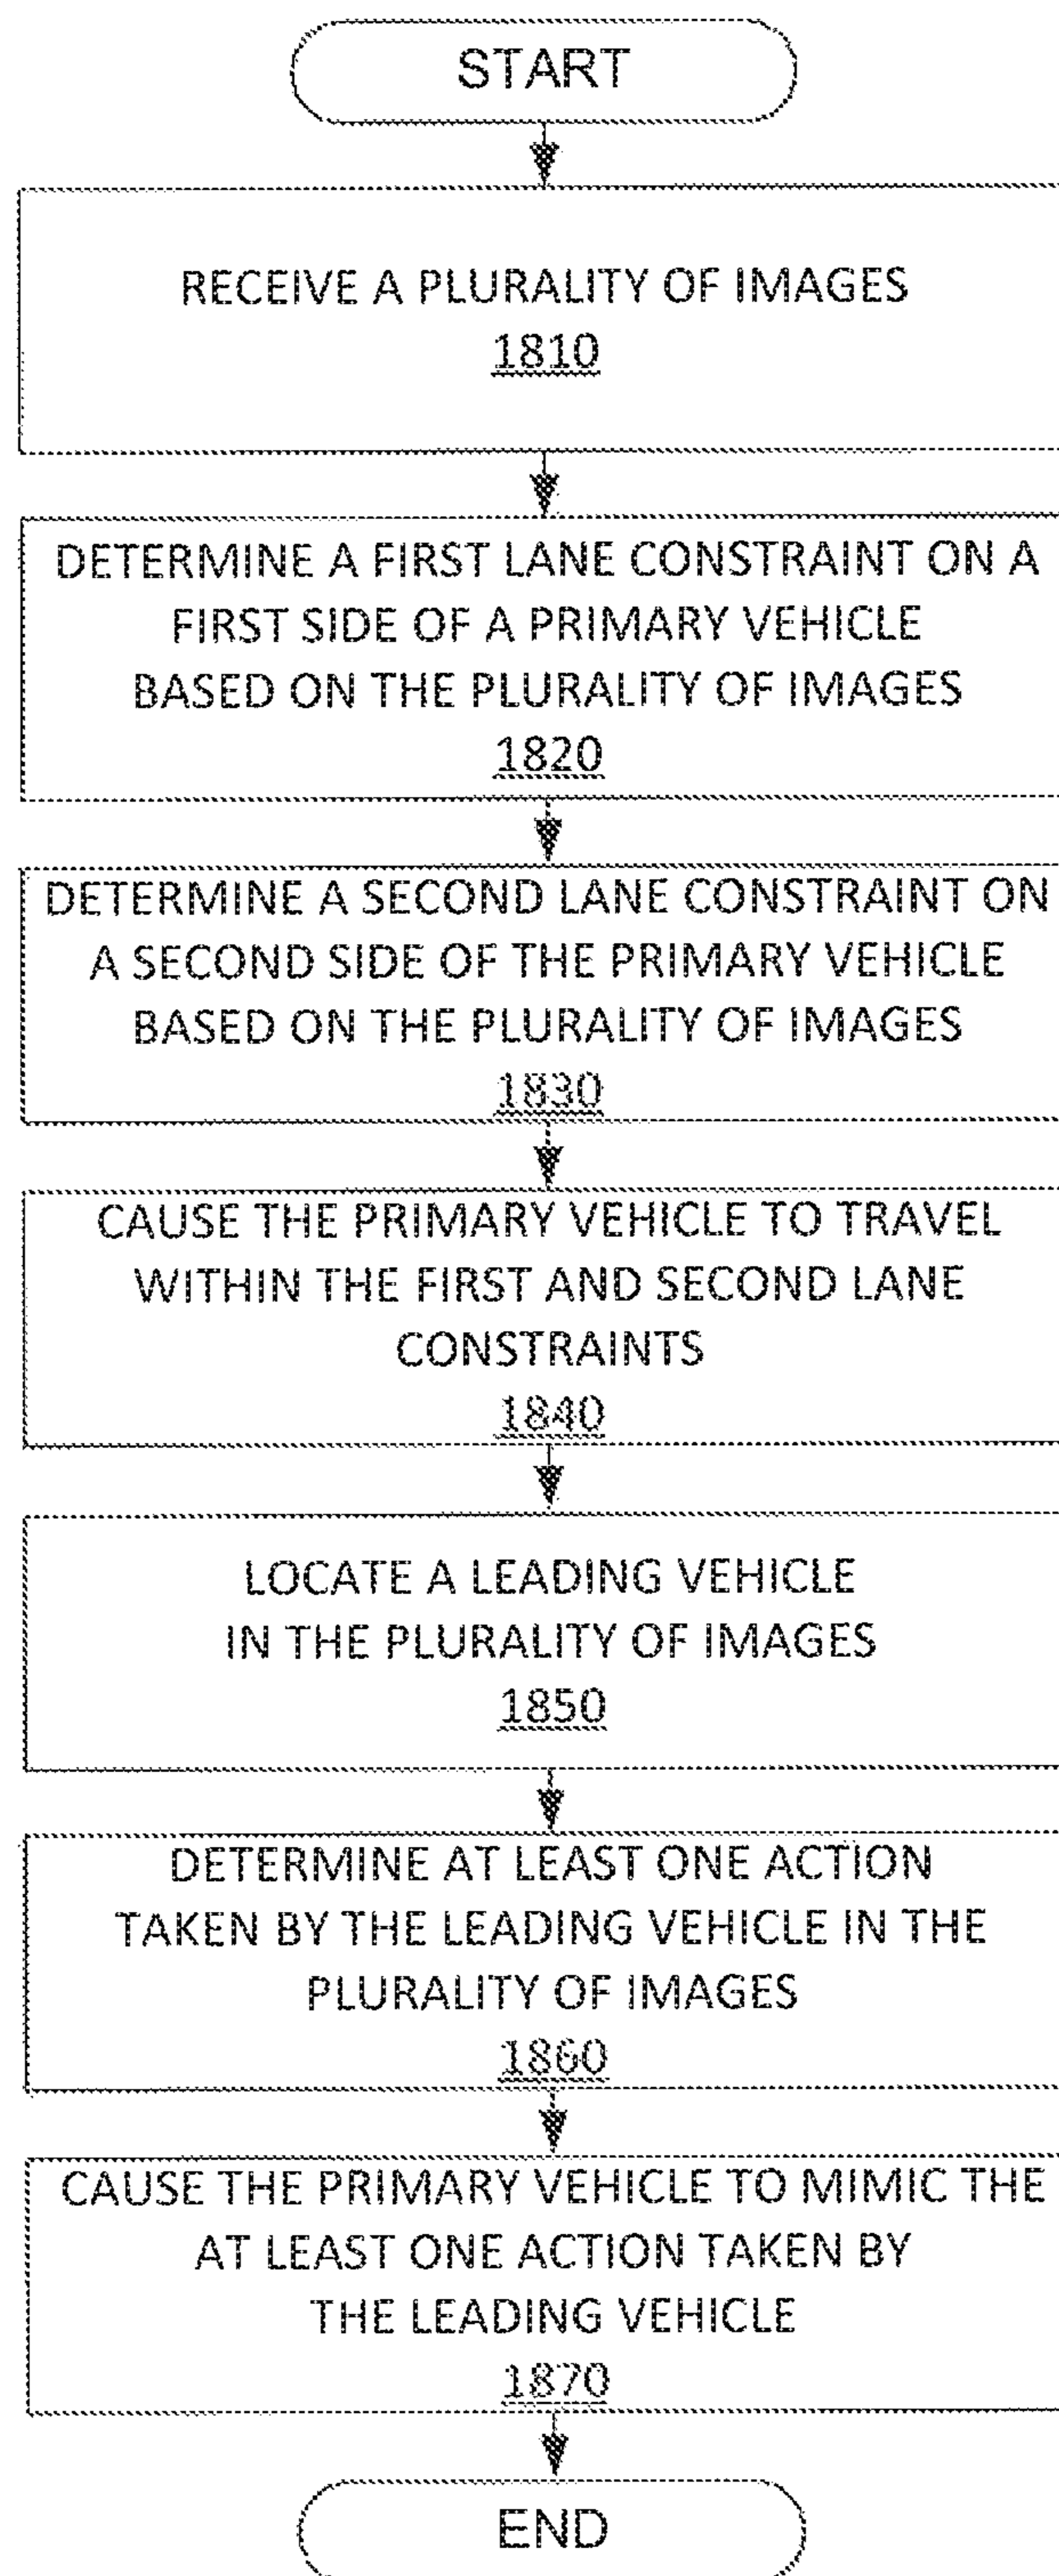 START
RECEIVE A PLURALITY OF IMAGES
1810
DETERMINE A FIRST LANE CONSTRAINT ON A
FIRST SIDE OF A PRIMARY VEHICLE
BASED ON THE PLURALITY OF IMAGES
1820
DETERMINE A SECOND LANE CONSTRAINT ON
A SECOND SIDE OF THE PRIMARY VEHICLE
BASED ON THE PLURALITY OF IMAGES
1830
CAUSE THE PRIMARY VEHICLE TO TRAVEL
WITHIN THE FIRST AND SECOND LANE
CONSTRAINTS
1840
LOCATE A LEADING VEHICLE
IN THE PLURALITY OF IMAGES
1850
DETERMINE AT LEAST ONE ACTION
TAKEN BY THE LEADING VEHICLE IN THE
PLURALITY OF IMAGES
1860
CAUSE THE PRIMARY VEHICLE TO MIMIC THE
AT LEAST ONE ACTION TAKEN BY
THE LEADING VEHICLE
1870
END